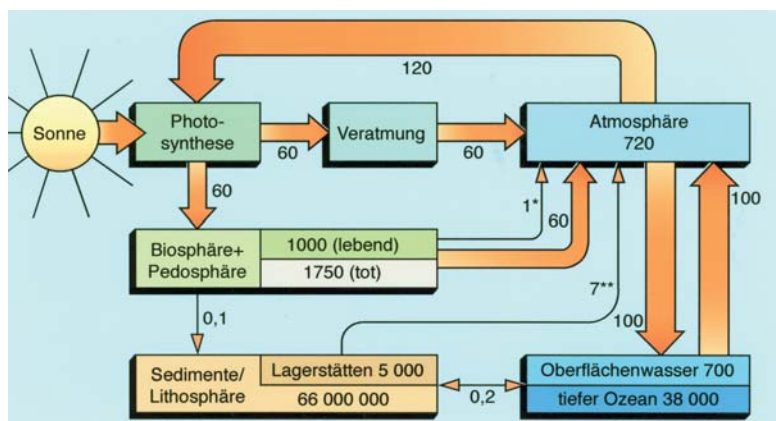 120
Sonne
Photo-
synthese
60
Veratmung
60
Atmosphäre
720
60
Biosphäre+
Pedosphäre
1000 (lebend)
1750 (tot)
1*
60
7**
100
100
0,1
Sedimente/
Lithosphäre
Lagerstätten 5 000
66 000 000
0,2
Oberflächenwasser 700
tiefer Ozean 38 000